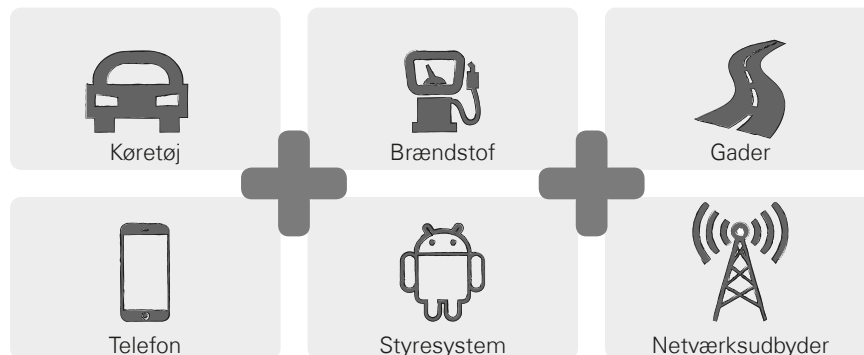 Køretøj
Brændstof
Gader
Telefon
Styresystem
Netværksudbyder